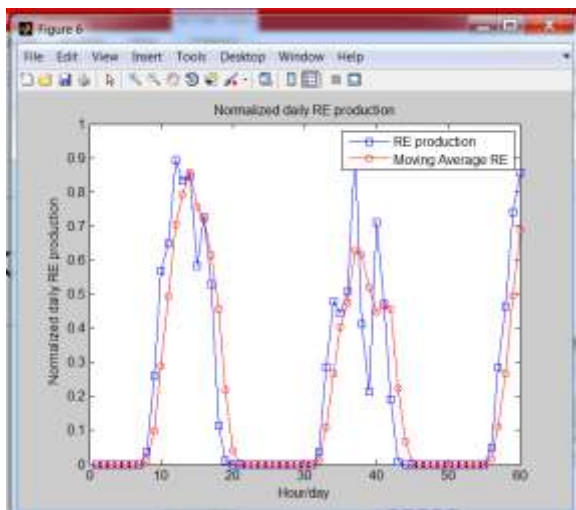 Figure 6
File Edit View Insert Tools Desktop Window Help
Normalized daily RE production
RE production
Moving Average RE
Normalized daily RE production
1
0.9
0.8
0.7
0.6
0.5
0.4
0.3
0.2
0.1
0
0 10 20 30 40 50 60
Hour/day